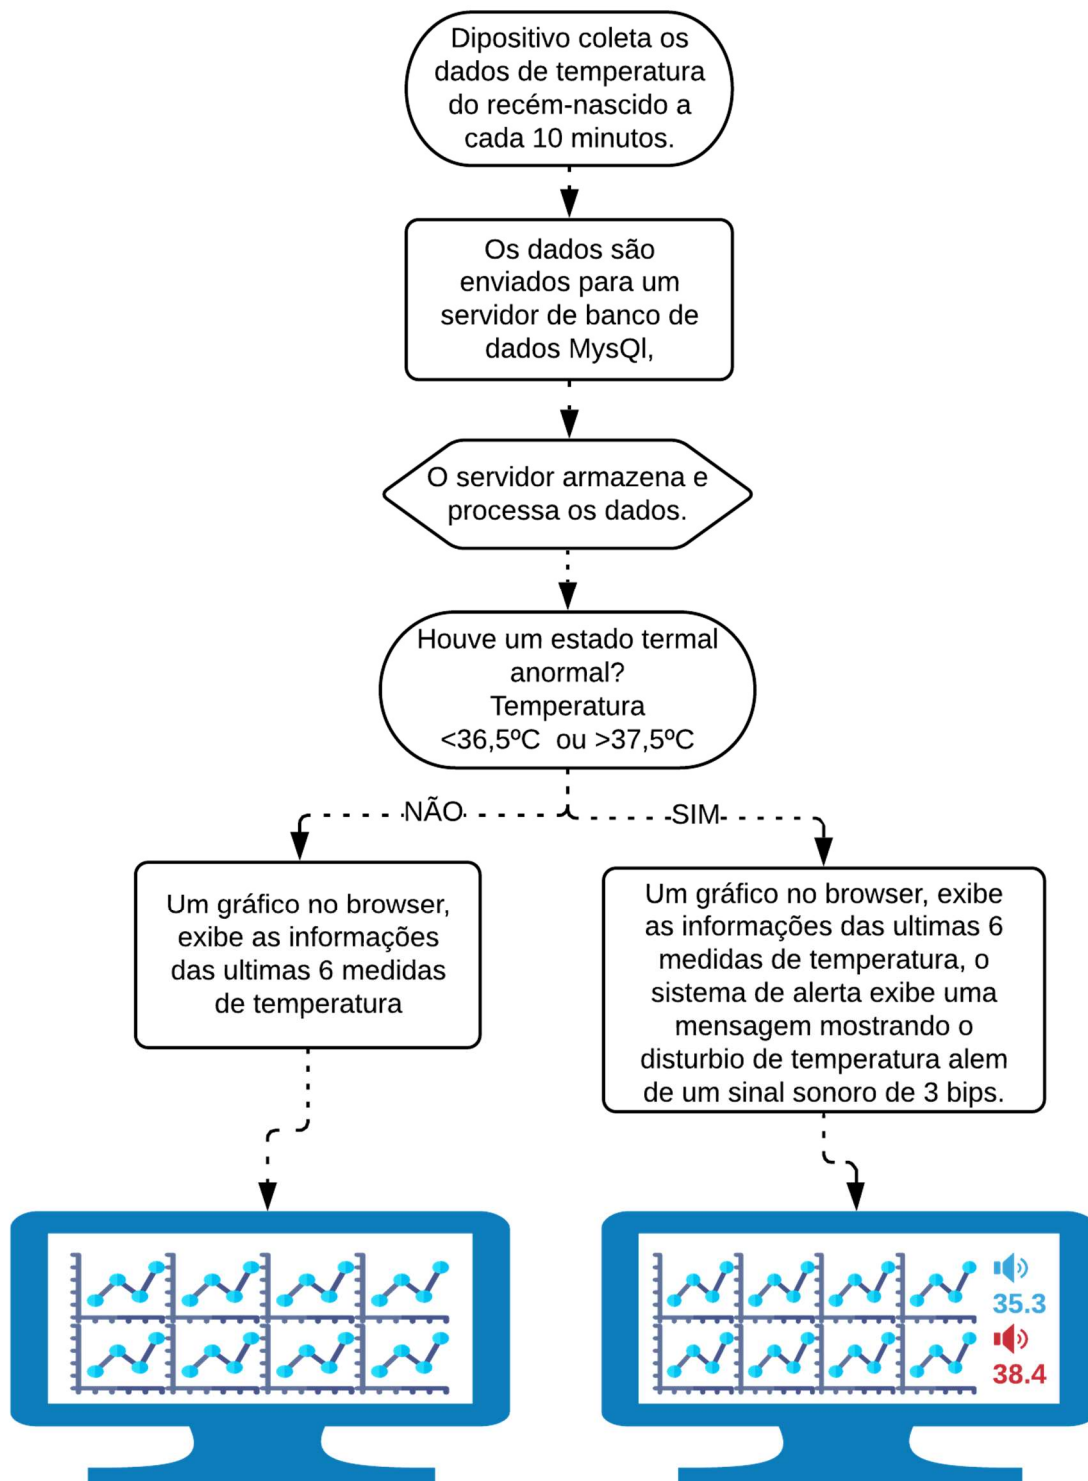 Dipositivo coleta os
dados de temperatura
do recém-nascido a
cada 10 minutos.
Os dados são
enviados para um
servidor de banco de
dados MysQl,
O servidor armazena e
processa os dados.
Houve um estado termal
anormal?
Temperatura
<36,5ºC ou >37,5ºC
NÃO
SIM
Um gráfico no browser,
exibe as informações
das ultimas 6 medidas
de temperatura
Um gráfico no browser, exibe
as informações das ultimas 6
medidas de temperatura, o
sistema de alerta exibe uma
mensagem mostrando o
disturbio de temperatura alem
de um sinal sonoro de 3 bips.
35.3
38.4